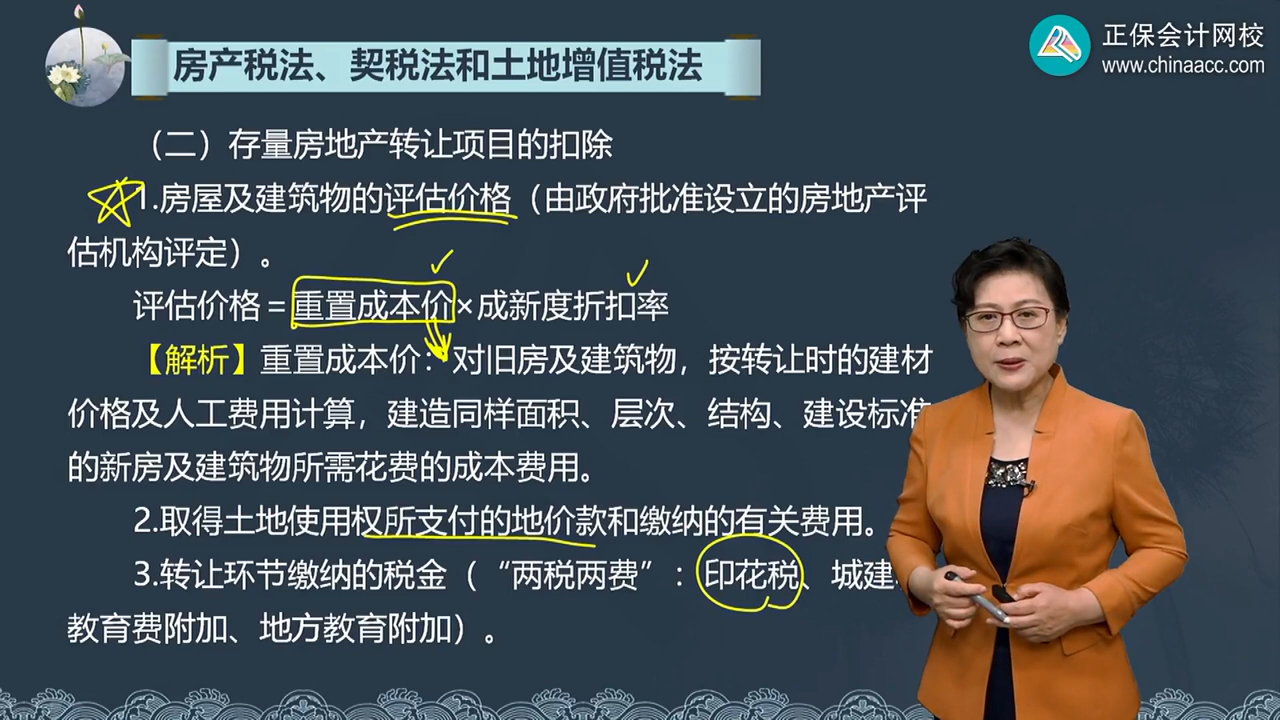 房产税法、契税法和土地增值税法
正保会计网校
www.chinaacc.com
（二）存量房地产转让项目的扣除
1.房屋及建筑物的评估价格（由政府批准设立的房地产评
估机构评定）。
评估价格＝重置成本价×成新度折扣率
【解析】重置成本价：对旧房及建筑物，按转让时的建材
价格及人工费用计算，建造同样面积、层次、结构、建设标准
的新房及建筑物所需花费的成本费用。
2.取得土地使用权所支付的地价款和缴纳的有关费用。
3.转让环节缴纳的税金（“两税两费”：印花税、城建
教育费附加、地方教育附加）。